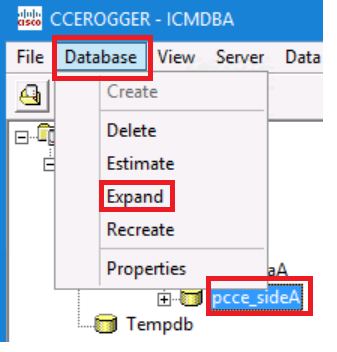 CISCO
CCEROGGER - ICMDBA
File Database View Server Data
Create
Delete
Estimate
Expand
Recreate
Properties
aA
pcce_sideA
Tempdb